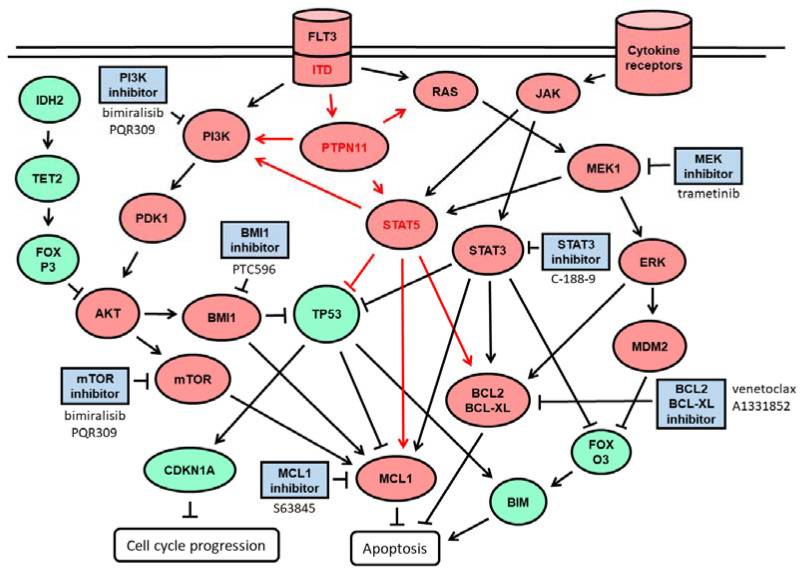 FLT3
ITD
Cytokine
receptors
PI3K
inhibitor
bimiralisib
PQR309
IDH2
RAS
JAK
PI3K
PTPN11
MEK1
MEK
inhibitor
trametinib
TET2
PDK1
STAT5
BMI1
inhibitor
PTC596
STAT3
STAT3
inhibitor
C-188-9
ERK
FOX
P3
AKT
BMI1
TP53
MDM2
mTOR
inhibitor
bimiralisib
PQR309
mTOR
BCL2
BCL-XL
BCL2
BCL-XL
inhibitor
venetoclax
A1331852
FOX
O3
CDKN1A
MCL1
inhibitor
S63845
MCL1
BIM
Cell cycle progression
Apoptosis